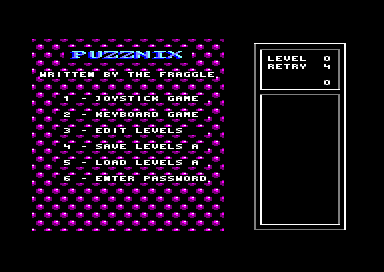 PUZZNIX
WRITTEN BY THE FRAGGLE
1 - JOYSTICK GAME
2 - KEYBOARD GAME
3 - EDIT LEVELS
4 - SAVE LEVELS A
5 - LOAD LEVELS A
6 - ENTER PASSWORD
LEVEL 0
RETRY 4
0